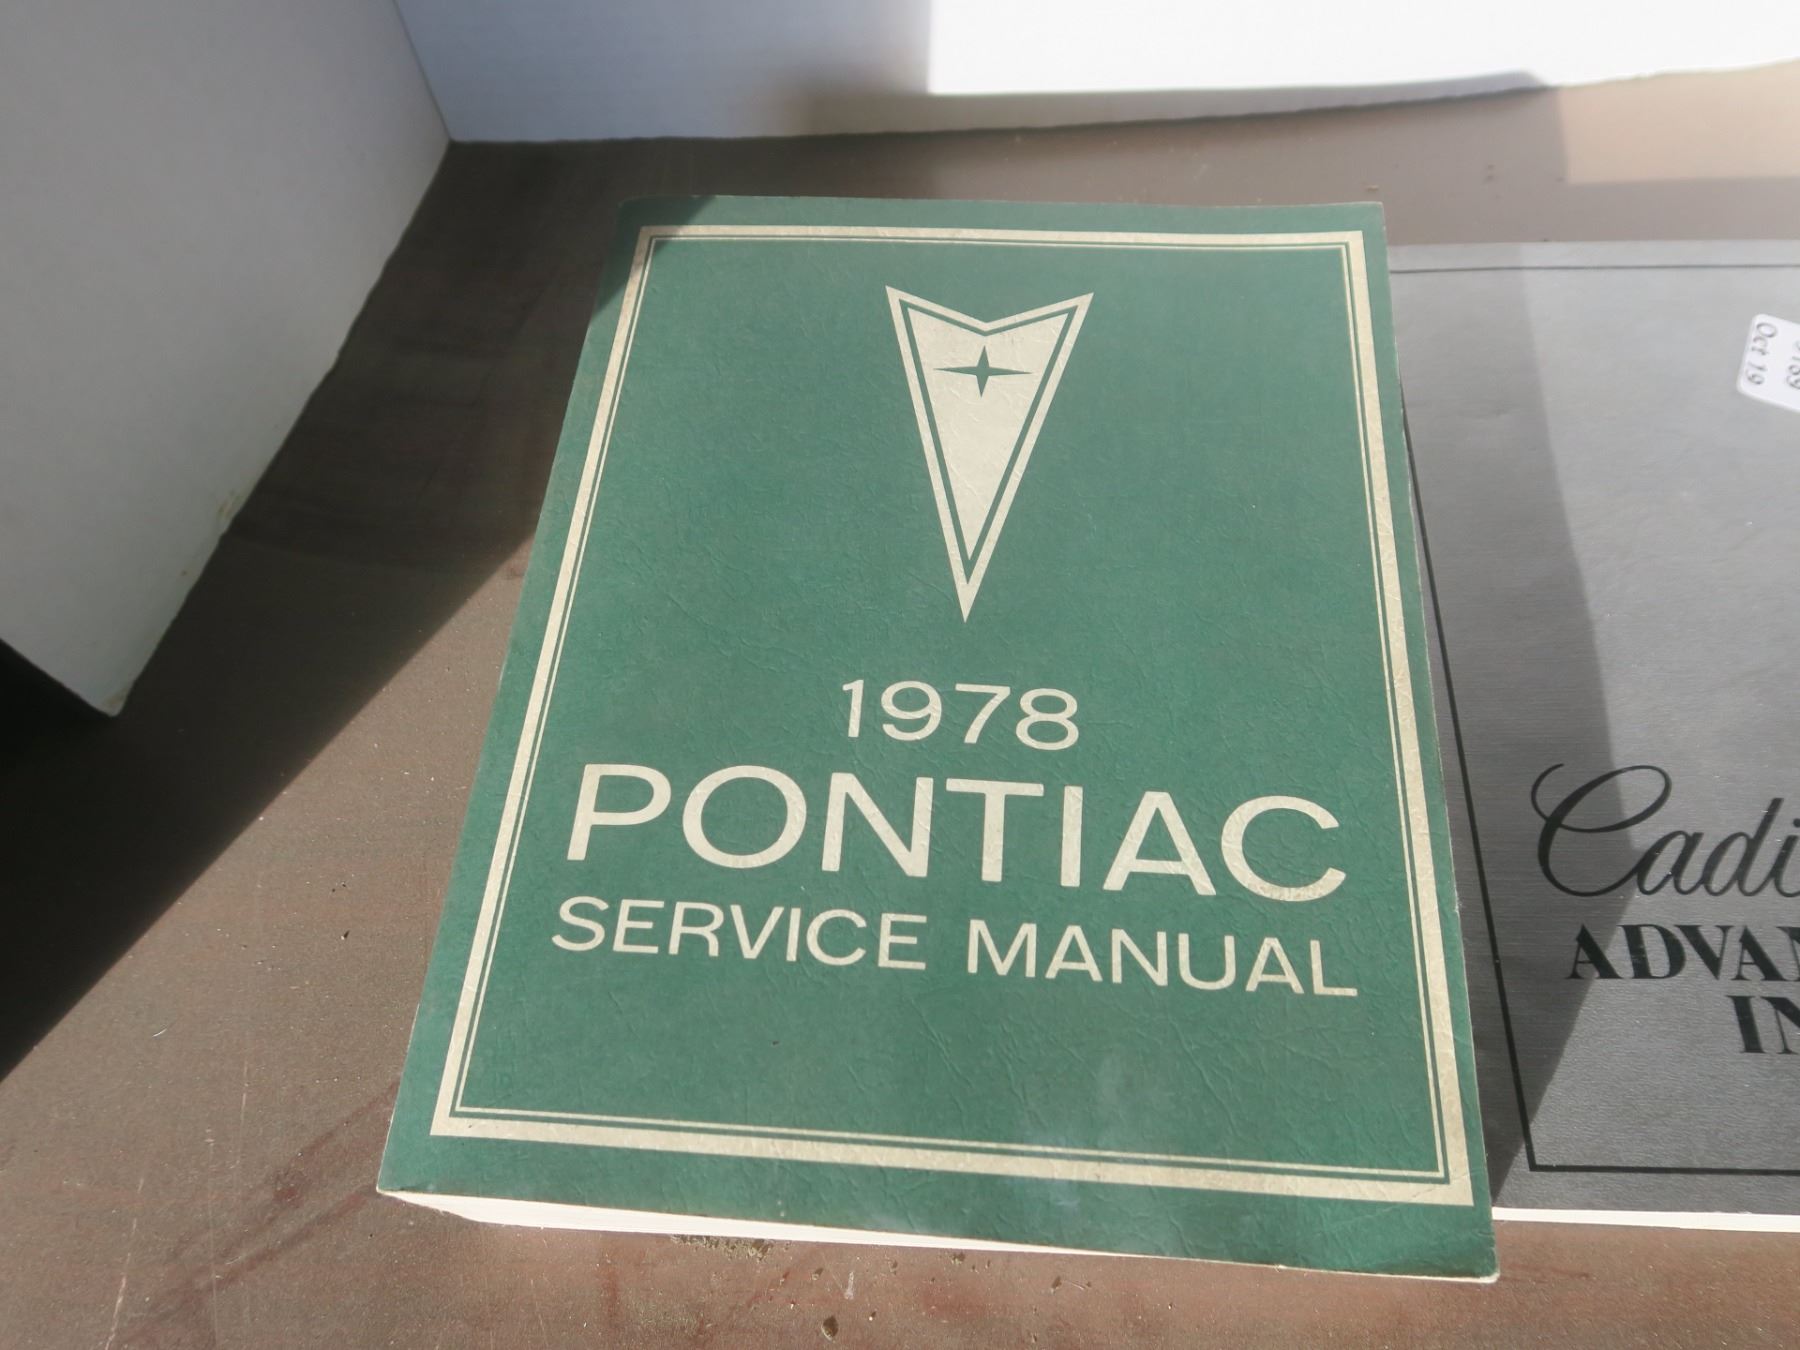 1978
PONTIAC
SERVICE MANUAL
Oct 19